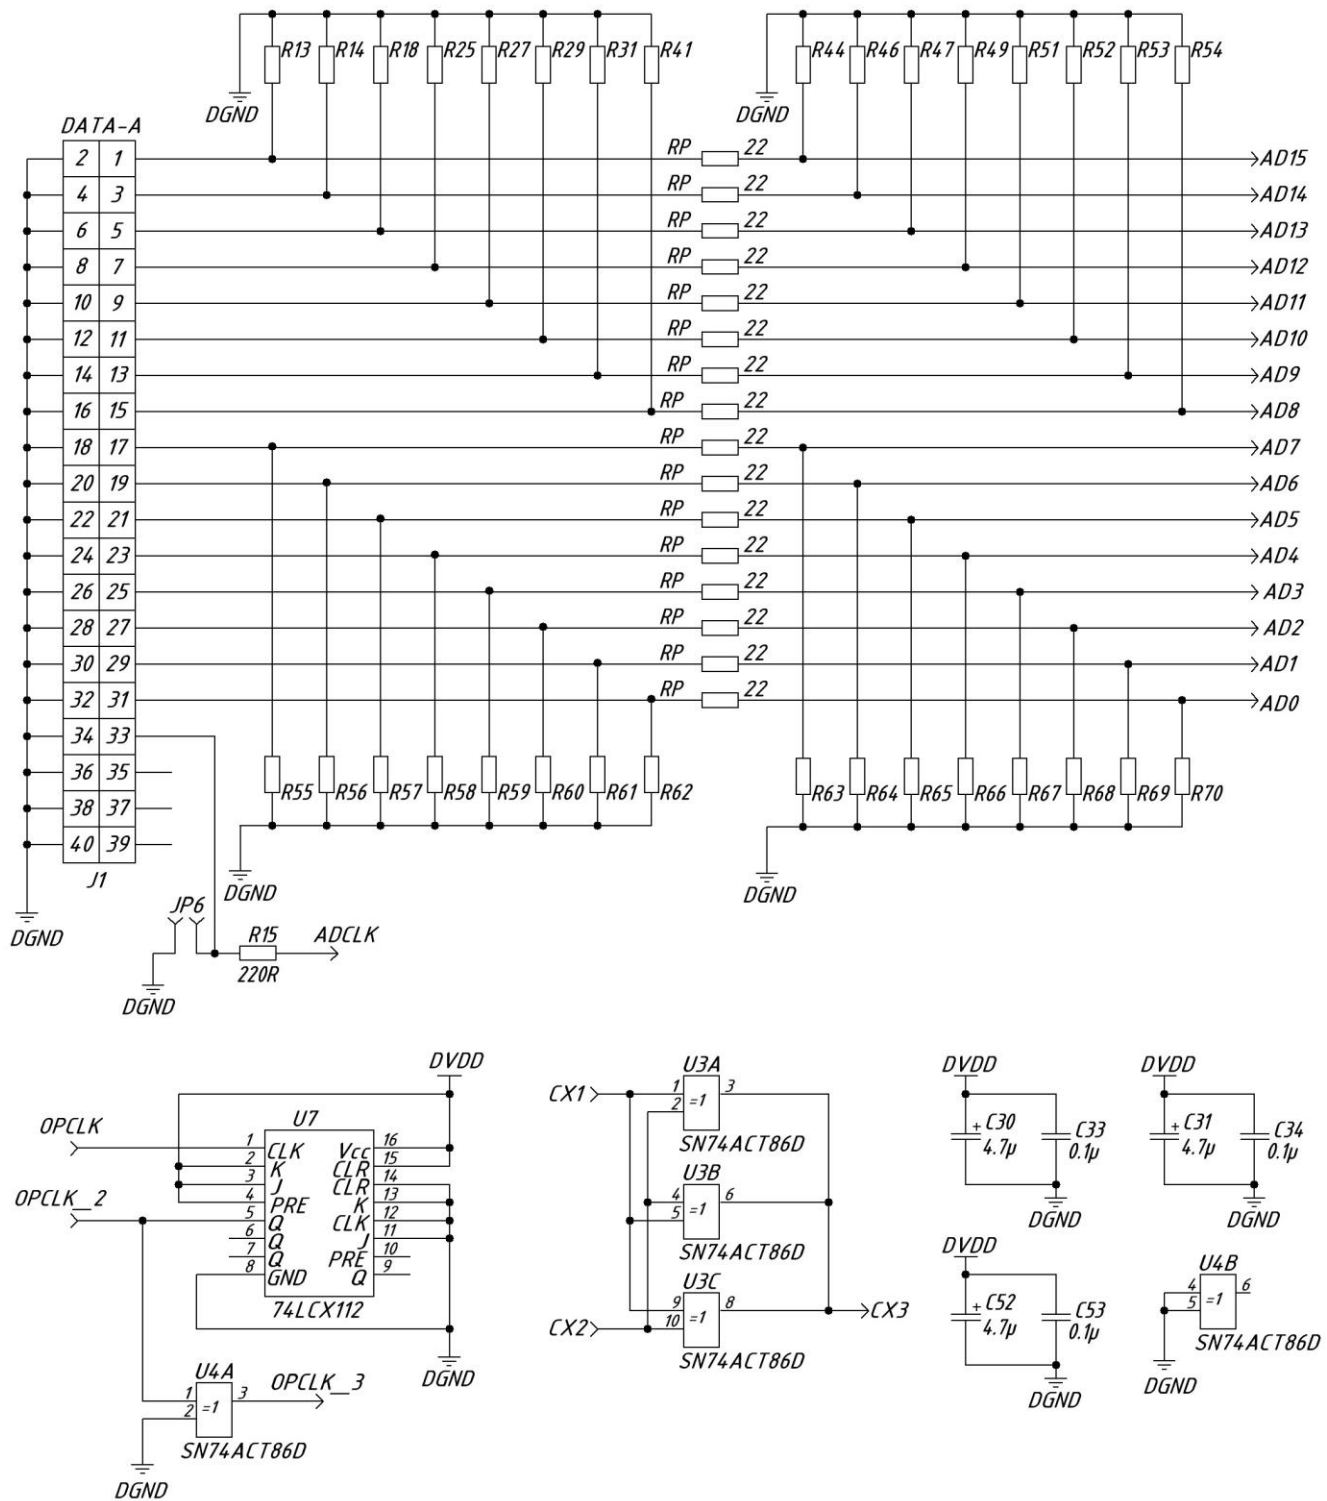 R13 R14 R18 R25 R27 R29 R31 R41 R44 R46 R47 R49 R51 R52 R53 R54
DGND DGND
DATA-A
2 1 RP 22 AD15
4 3 RP 22 AD14
6 5 RP 22 AD13
8 7 RP 22 AD12
10 9 RP 22 AD11
12 11 RP 22 AD10
14 13 RP 22 AD9
16 15 RP 22 AD8
18 17 RP 22 AD7
20 19 RP 22 AD6
22 21 RP 22 AD5
24 23 RP 22 AD4
26 25 RP 22 AD3
28 27 RP 22 AD2
30 29 RP 22 AD1
32 31 RP 22 AD0
34 33
36 35
38 37
40 39
J1
R55 R56 R57 R58 R59 R60 R61 R62 R63 R64 R65 R66 R67 R68 R69 R70
DGND DGND
DGND
JP6
R15 ADCLK
220R
DGND
DVDD
U7
OPCLK
1 CLK Vcc 16
2 K CLR 15
3 J CLR 14
4 PRE K 13
OPCLK_2
5 Q CLK 12
6 Q J 11
7 Q PRE 10
8 GND Q 9
74LCX112
DGND
U4A
1 3 OPCLK_3
2 =1
SN74ACT86D
DGND
U3A
CX1 1 3
2 =1
SN74ACT86D
U3B
4 6
5 =1
SN74ACT86D
U3C
9 8
CX2 10 =1 CX3
SN74ACT86D
DVDD
+ C30 C33
4.7µ 0.1µ
DGND
DVDD
+ C31 C34
4.7µ 0.1µ
DGND
DVDD
+ C52 C53
4.7µ 0.1µ
DGND
U4B
4 6
5 =1
SN74ACT86D
DGND